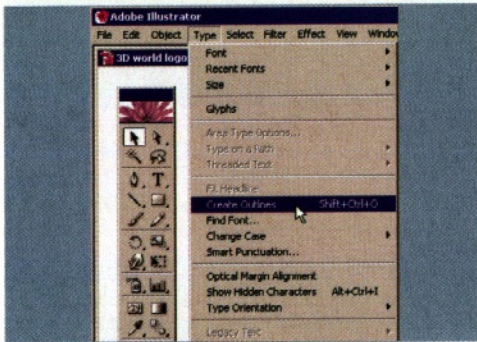 Adobe Illustrator
File Edit Object Type Select Filter Effect View Window
3D world logo
Font
Recent Fonts
Size
Glyphs
Area Type Options...
Type on a Path
Threaded Text
Fit Headline
Create Outlines Shift+Ctrl+O
Find Font...
Change Case
Smart Punctuation...
Optical Margin Alignment
Show Hidden Characters Alt+Ctrl+I
Type Orientation
Legacy Text